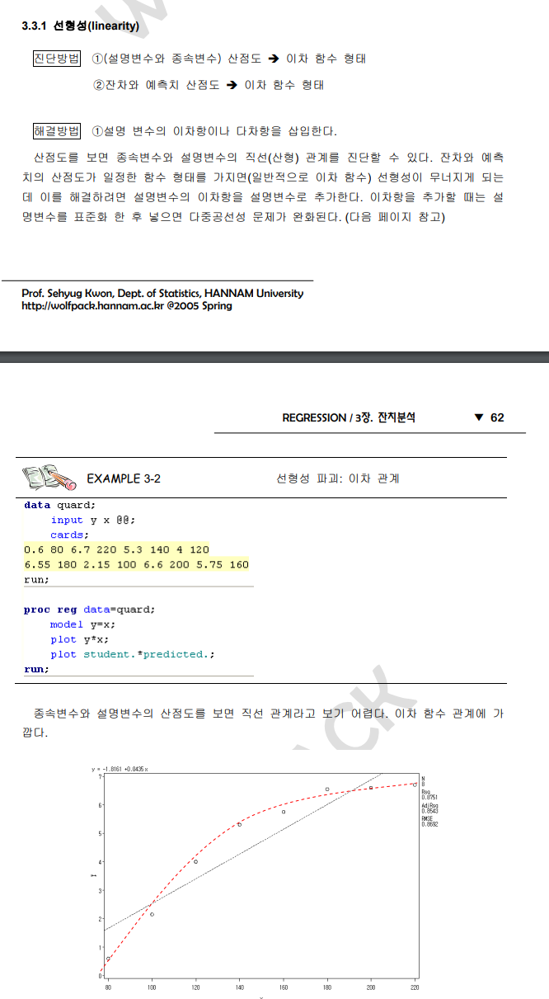 W
3.3.1 선형성(linearity)
진단방법 ①(설명변수와 종속변수) 산점도 ➔ 이차 함수 형태
②잔차와 예측치 산점도 ➔ 이차 함수 형태
해결방법 ①설명 변수의 이차항이나 다차항을 삽입한다.
산점도를 보면 종속변수와 설명변수의 직선(산형) 관계를 진단할 수 있다. 잔차와 예측
치의 산점도가 일정한 함수 형태를 가지면(일반적으로 이차 함수) 선형성이 무너지게 되는
데 이를 해결하려면 설명변수의 이차항을 설명변수로 추가한다. 이차항을 추가할 때는 설
명변수를 표준화 한 후 넣으면 다중공선성 문제가 완화된다. (다음 페이지 참고)
Prof. Sehyug Kwon, Dept. of Statistics, HANNAM University
http://wolfpack.hannam.ac.kr @2005 Spring
REGRESSION / 3장. 잔치분석 ▼ 62
EXAMPLE 3-2 선형성 파괴: 이차 관계
data quard;
input y x @@;
cards;
0.6 80 6.7 220 5.3 140 4 120
6.55 180 2.15 100 6.6 200 5.75 160
run;
proc reg data=quard;
model y=x;
plot y*x;
plot student.*predicted.;
run;
PACK
종속변수와 설명변수의 산점도를 보면 직선 관계라고 보기 어렵다. 이차 함수 관계에 가
깝다.
y = -1.8161 +0.0435 x
N
8
Rsq
0.8751
AdjRsq
0.8543
RMSE
0.8692
7
6
5
4
3
2
1
0
y
80 100 120 140 160 180 200 220
x